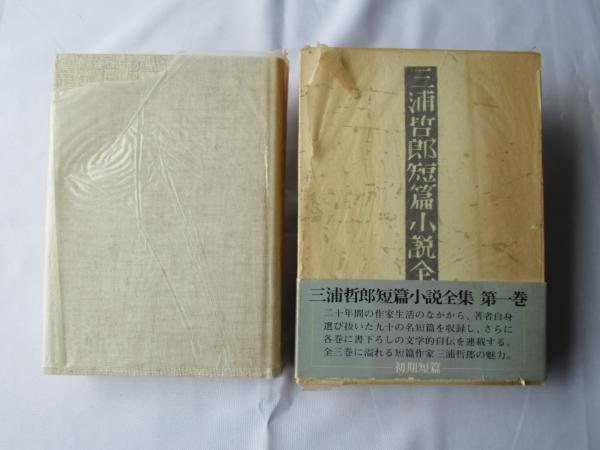 三浦哲郎短篇小説全
三浦哲郎短篇小説全集 第一巻
二十年間の作家生活のなかから、著者自身
選び抜いた九十の名短篇を収録し、さらに
各巻に書下ろしの文学的自伝を連載する。
全三巻に溢れる短篇作家三浦哲郎の魅力。
初期短篇